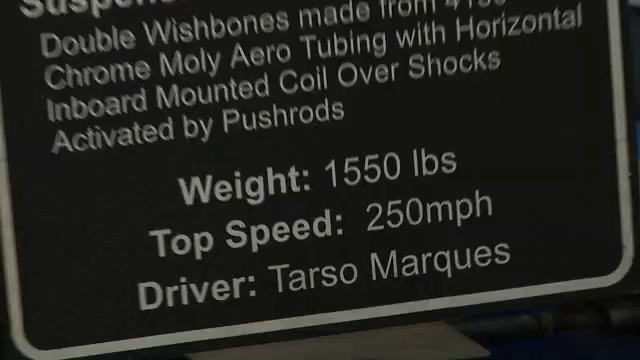 Double Wishbones made from
Chrome Moly Aero Tubing with Horizontal
Inboard Mounted Coil Over Shocks
Activated by Pushrods
Weight: 1550 lbs
Top Speed: 250mph
Driver: Tarso Marques